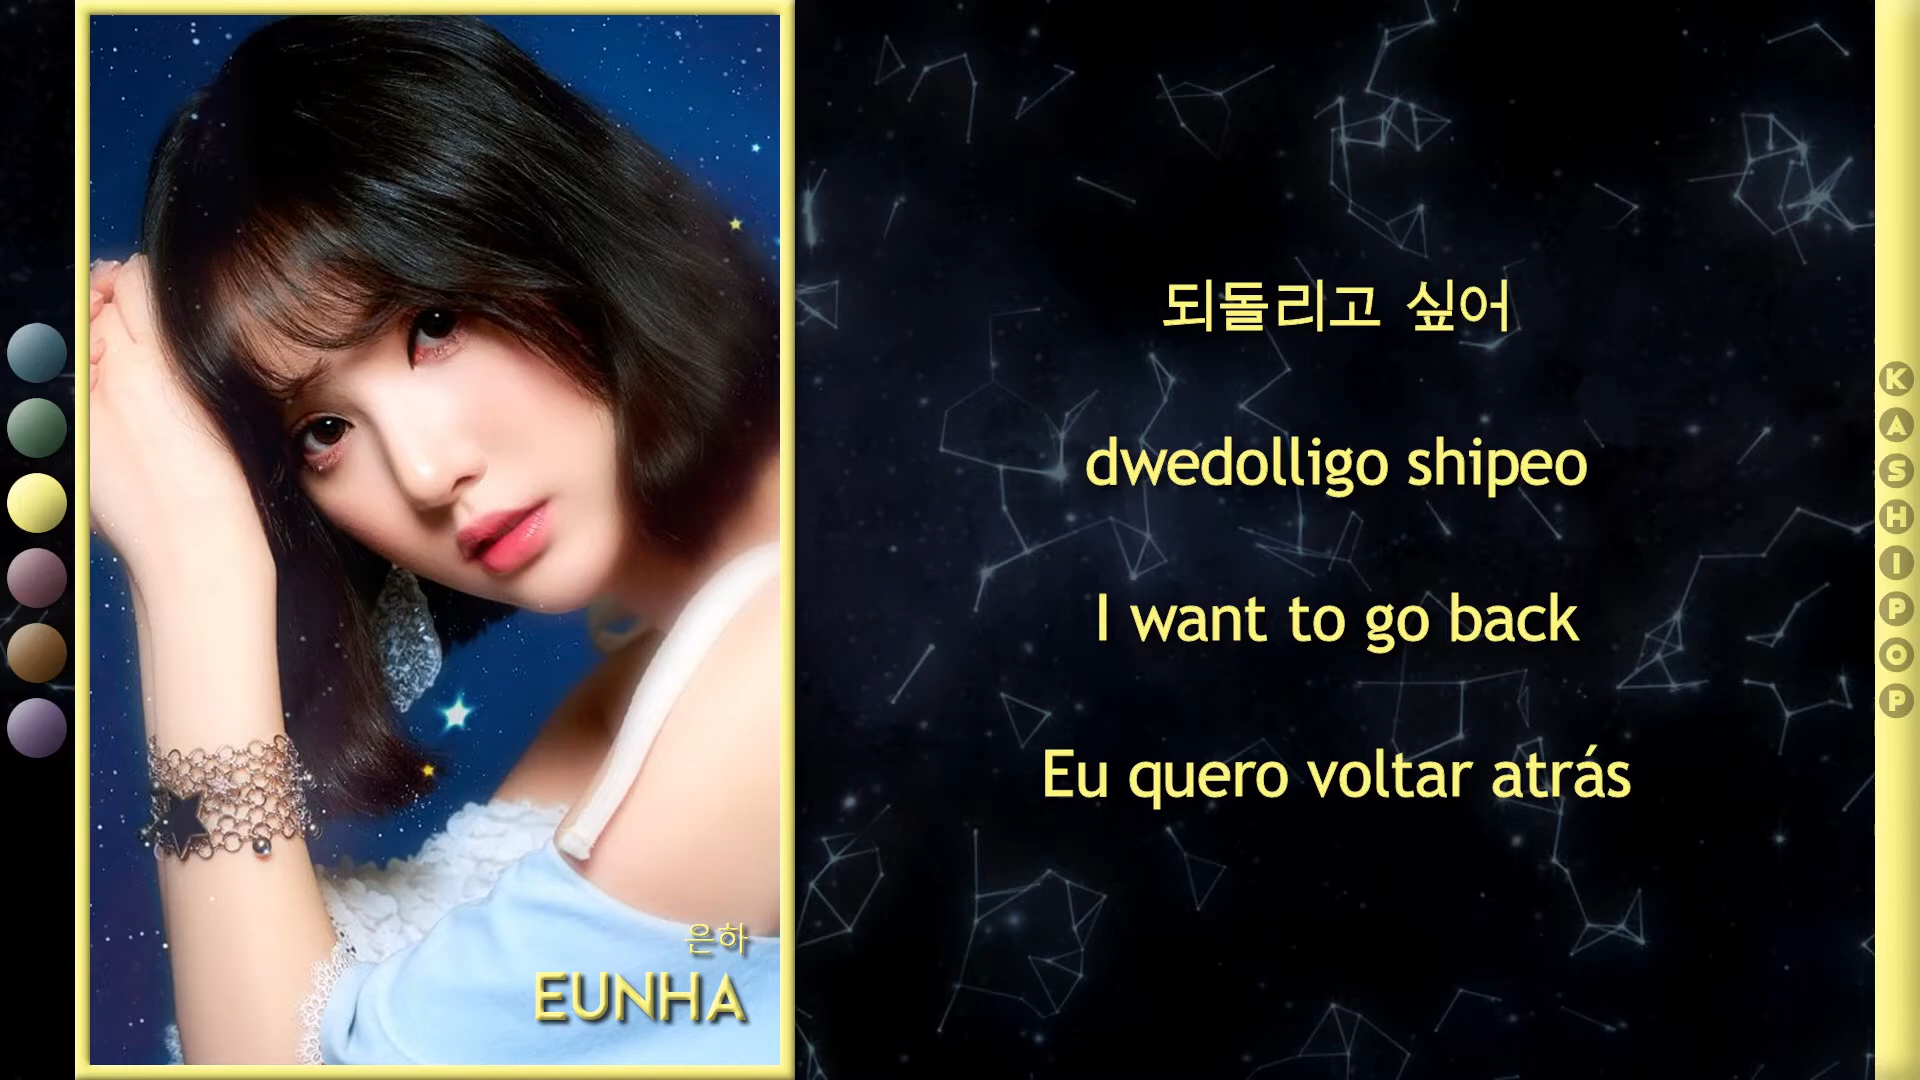 되돌리고 싶어
dwedolligo shipeo
I want to go back
Eu quero voltar atrás
은하
EUNHA
KASHIPOP